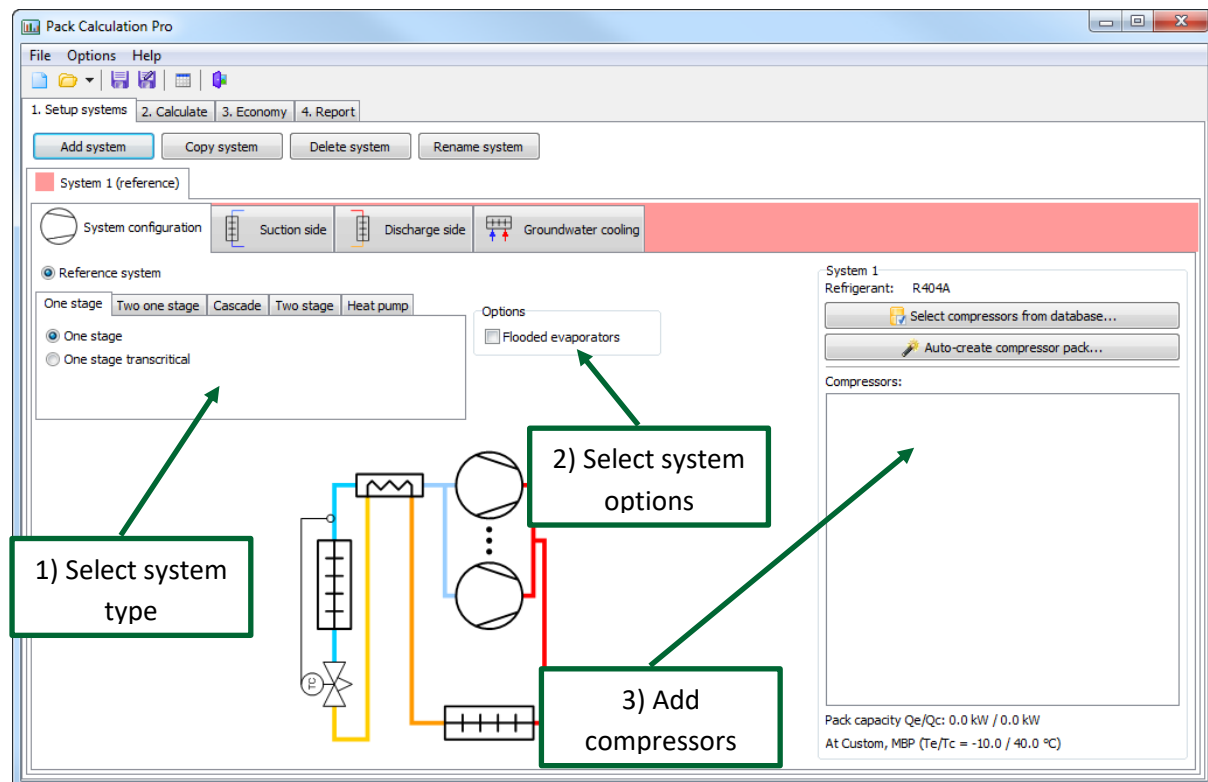 Pack Calculation Pro
File Options Help
1. Setup systems 2. Calculate 3. Economy 4. Report
Add system Copy system Delete system Rename system
System 1 (reference)
System configuration Suction side Discharge side Groundwater cooling
Reference system
One stage Two one stage Cascade Two stage Heat pump
One stage
One stage transcritical
Options
Flooded evaporators
System 1
Refrigerant: R404A
Select compressors from database...
Auto-create compressor pack...
Compressors:
2) Select system
options
1) Select system
type
TC
3) Add
compressors
Pack capacity Qe/Qc: 0.0 kW / 0.0 kW
At Custom, MBP (Te/Tc = -10.0 / 40.0 °C)